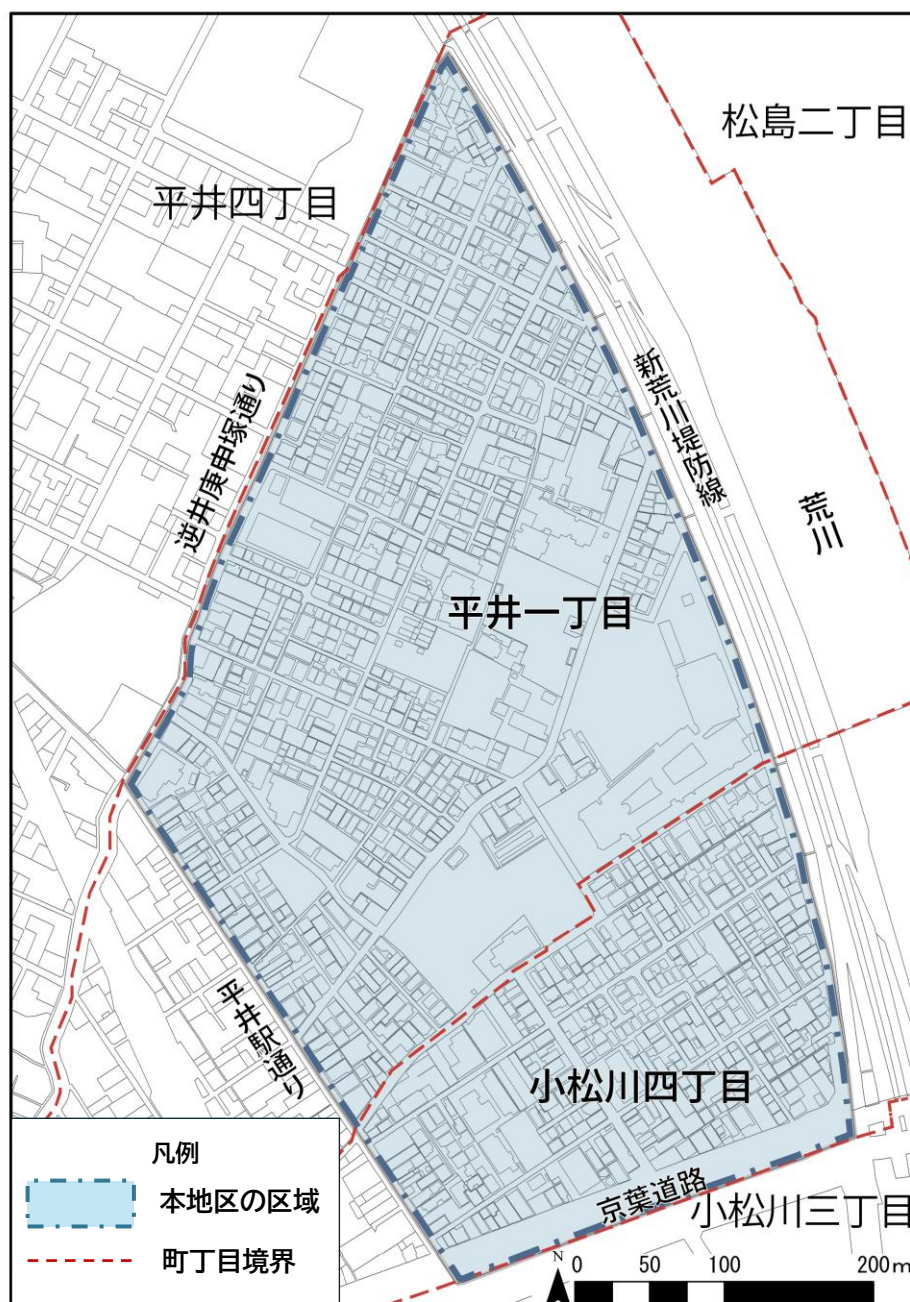 松島二丁目
平井四丁目
新荒川堤防線
逆井庚申塚通り
荒川
平井一丁目
平井駅通り
小松川四丁目
京葉道路
小松川三丁目
凡例
本地区の区域
町丁目境界
N
0 50 100 200m